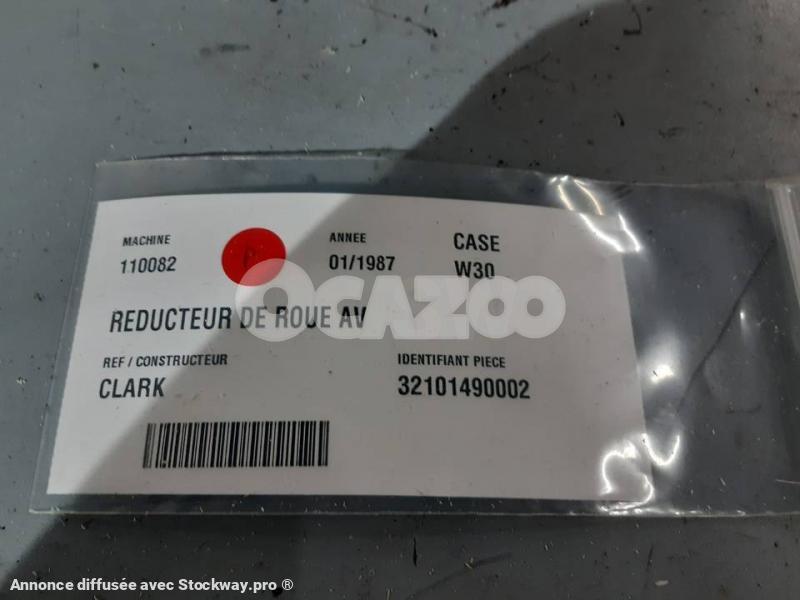 MACHINE
ANNEE
CASE
110082
P
01/1987
W30
OCAZOO
REDUCTEUR DE ROUE AV
REF / CONSTRUCTEUR
IDENTIFIANT PIECE
CLARK
32101490002
Annonce diffusée avec Stockway.pro ®